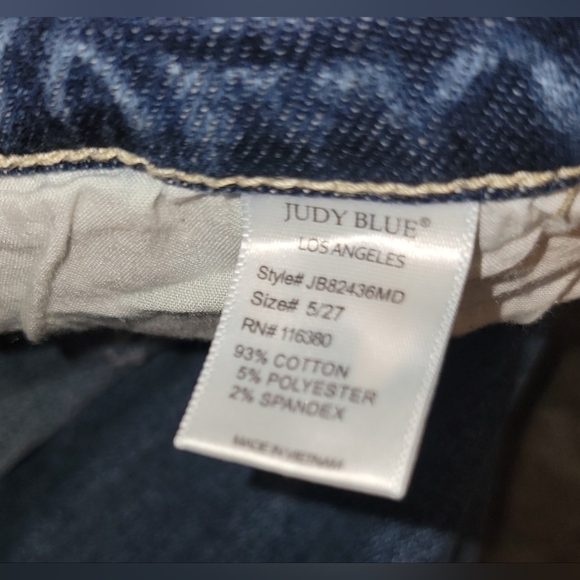 JUDY BLUE®
LOS ANGELES
Style# JB82436MD
Size# 5/27
RN# 116380
93% COTTON
5% POLYESTER
2% SPANDEX
MADE IN VIETNAM